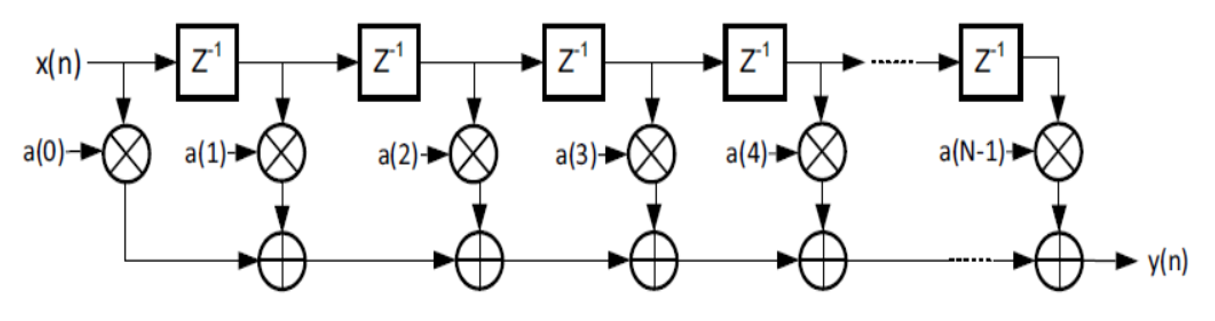 x(n) Z⁻¹ Z⁻¹ Z⁻¹ Z⁻¹ Z⁻¹
a(0) a(1) a(2) a(3) a(4) a(N-1)
y(n)